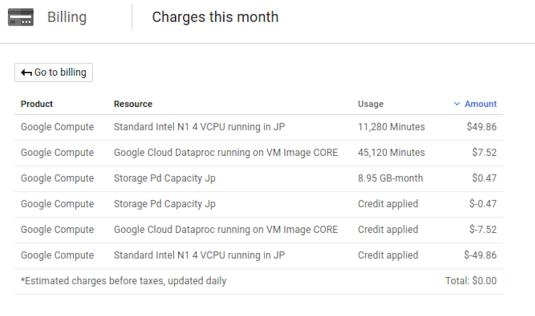 Billing Charges this month
Go to billing
Product Resource Usage Amount
Google Compute Standard Intel N1 4 VCPU running in JP 11,280 Minutes $49.86
Google Compute Google Cloud Dataproc running on VM Image CORE 45,120 Minutes $7.52
Google Compute Storage Pd Capacity Jp 8.95 GB-month $0.47
Google Compute Storage Pd Capacity Jp Credit applied $-0.47
Google Compute Google Cloud Dataproc running on VM Image CORE Credit applied $-7.52
Google Compute Standard Intel N1 4 VCPU running in JP Credit applied $-49.86
*Estimated charges before taxes, updated daily Total: $0.00